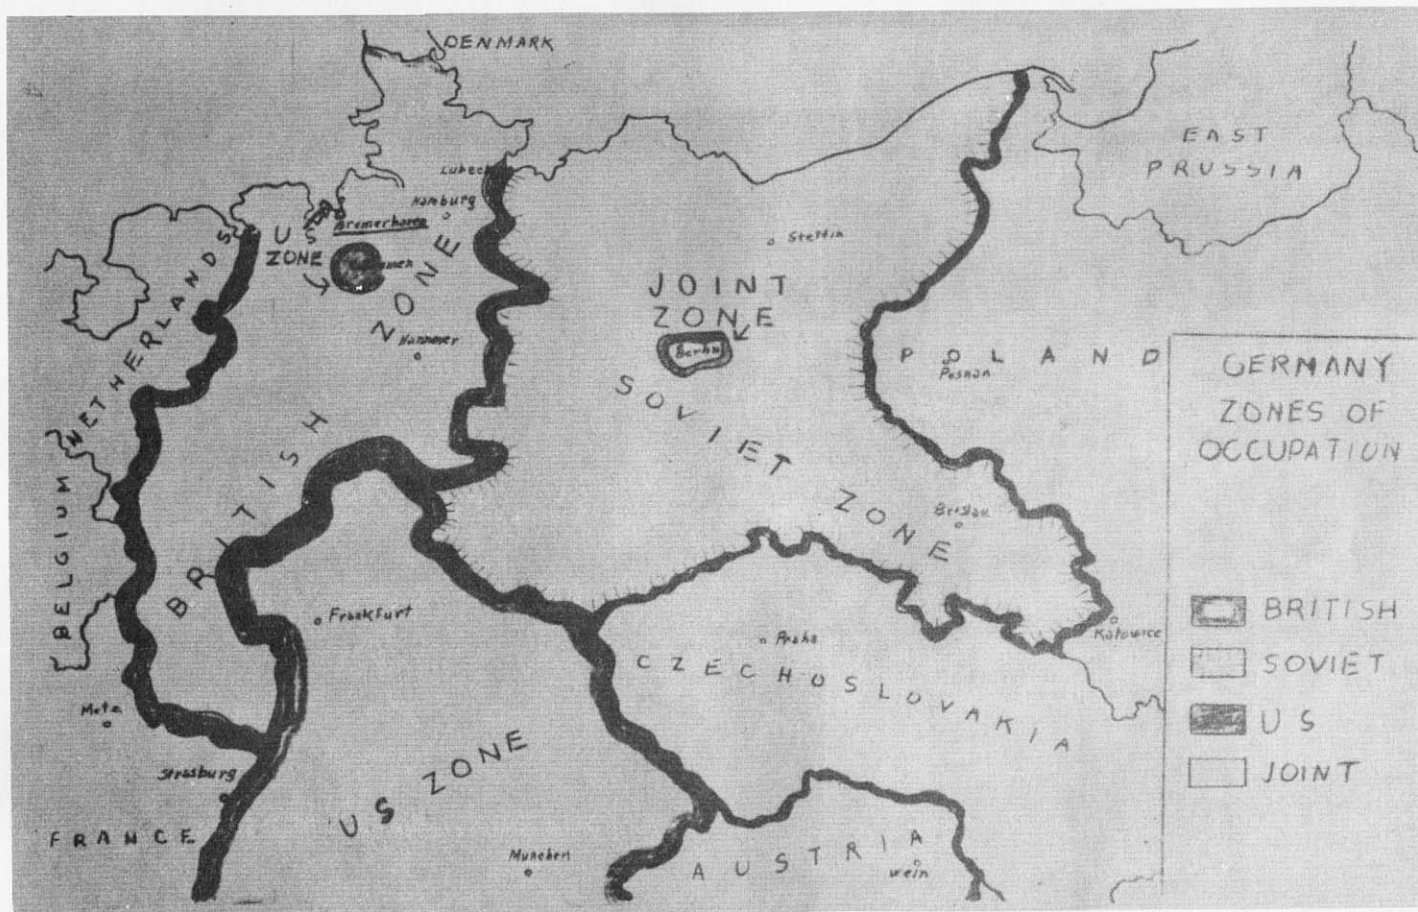 DENMARK
EAST
PRUSSIA
Lubeck
Hamburg
Bremerhaven
U S
ZONE
Stettin
NETHERLANDS
JOINT
ZONE
Berlin
Hannover
BRITISH ZONE
SOVIET ZONE
POLAND
Posnan
GERMANY
ZONES OF
OCCUPATION
BELGIUM
Breslau
Frankfurt
Katowice
Praha
CZECHOSLOVAKIA
BRITISH
SOVIET
U S
JOINT
Metz
Strasburg
US ZONE
FRANCE
Munchen
AUSTRIA
Wein